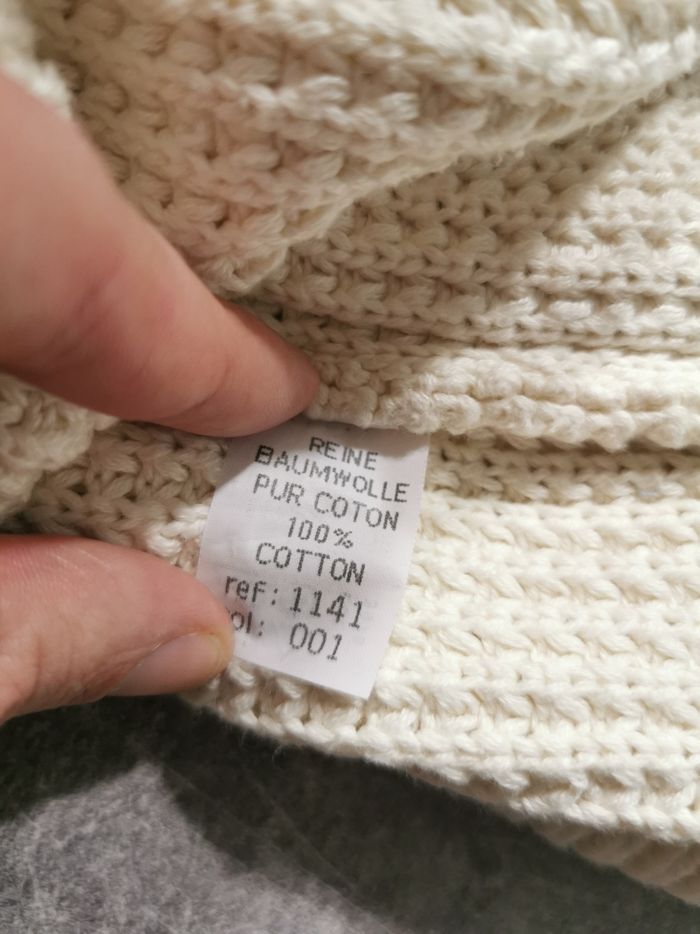 REINE
BAUMWOLLE
PUR COTON
100%
COTTON
ref: 1141
ol: 001